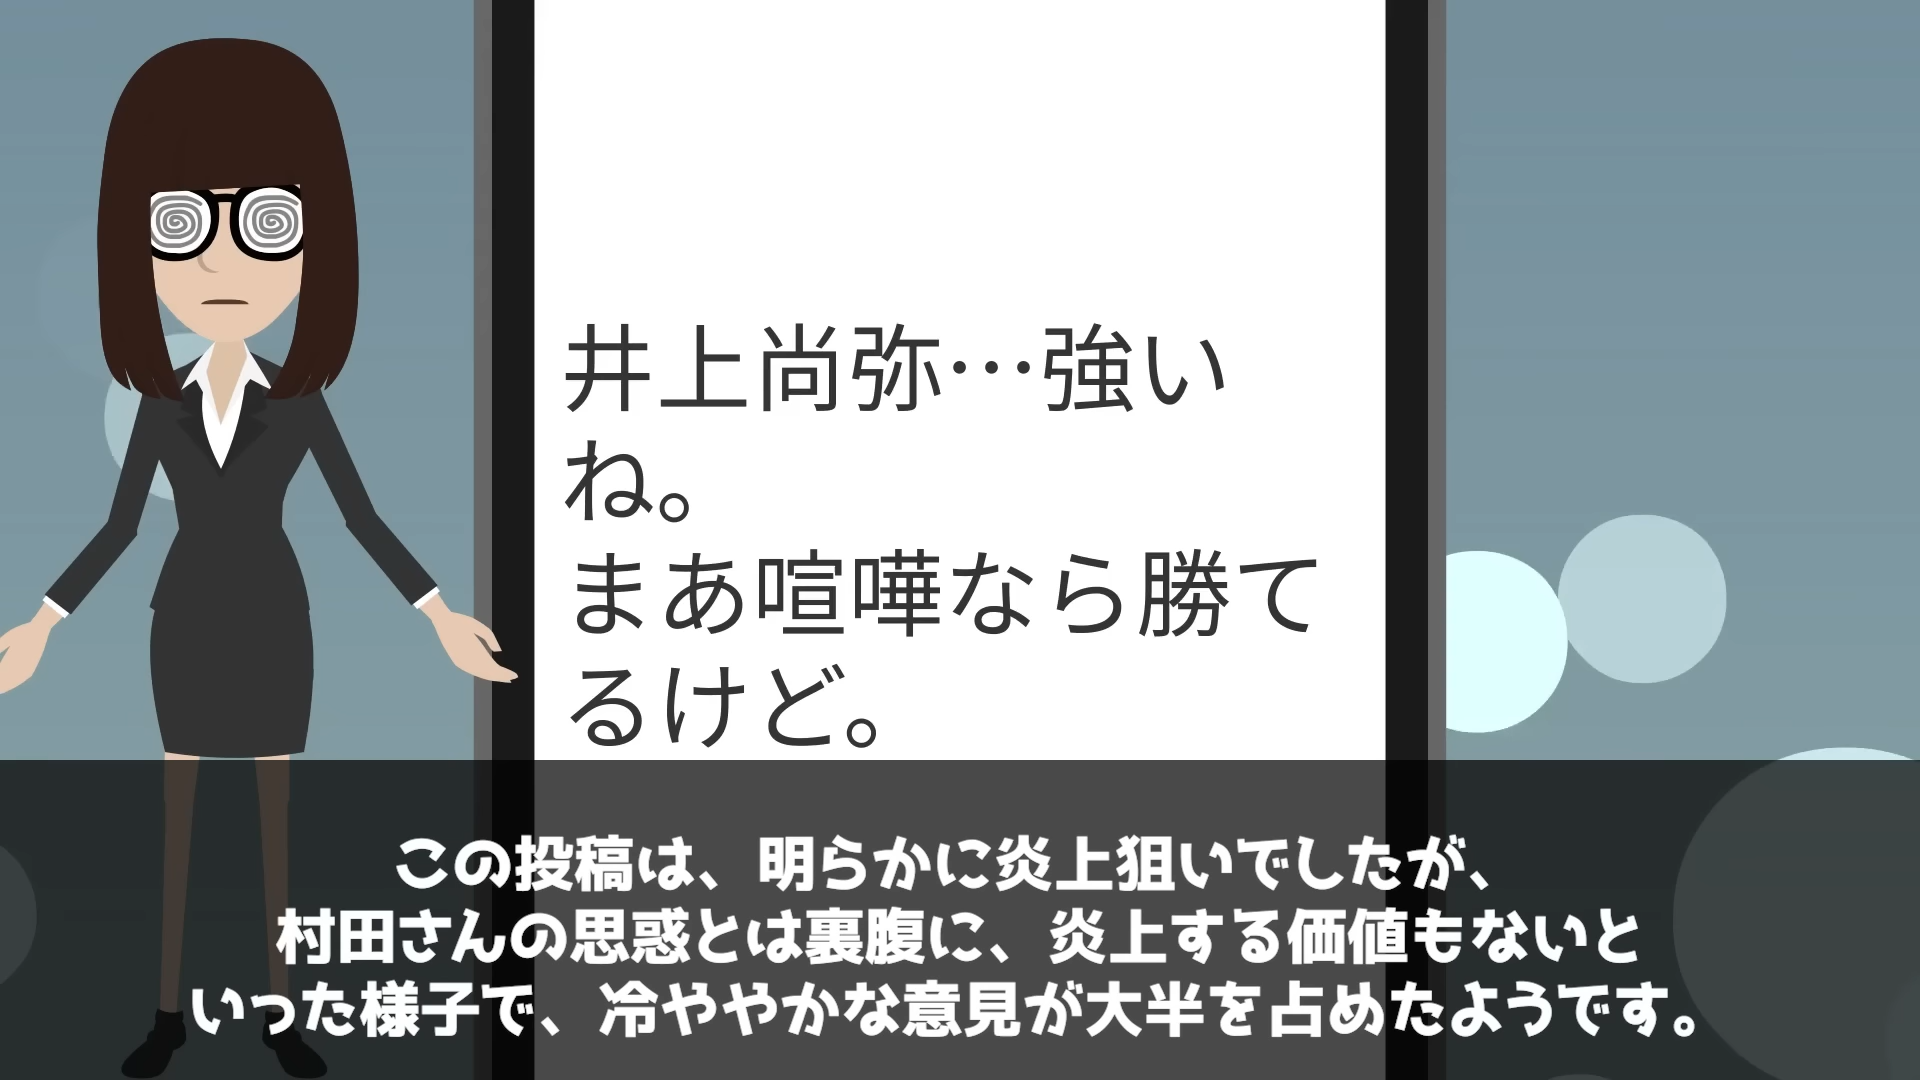 井上尚弥…強い
ね。
まあ喧嘩なら勝て
るけど。
この投稿は、明らかに炎上狙いでしたが、
村田さんの思惑とは裏腹に、炎上する価値もないと
いった様子で、冷ややかな意見が大半を占めたようです。